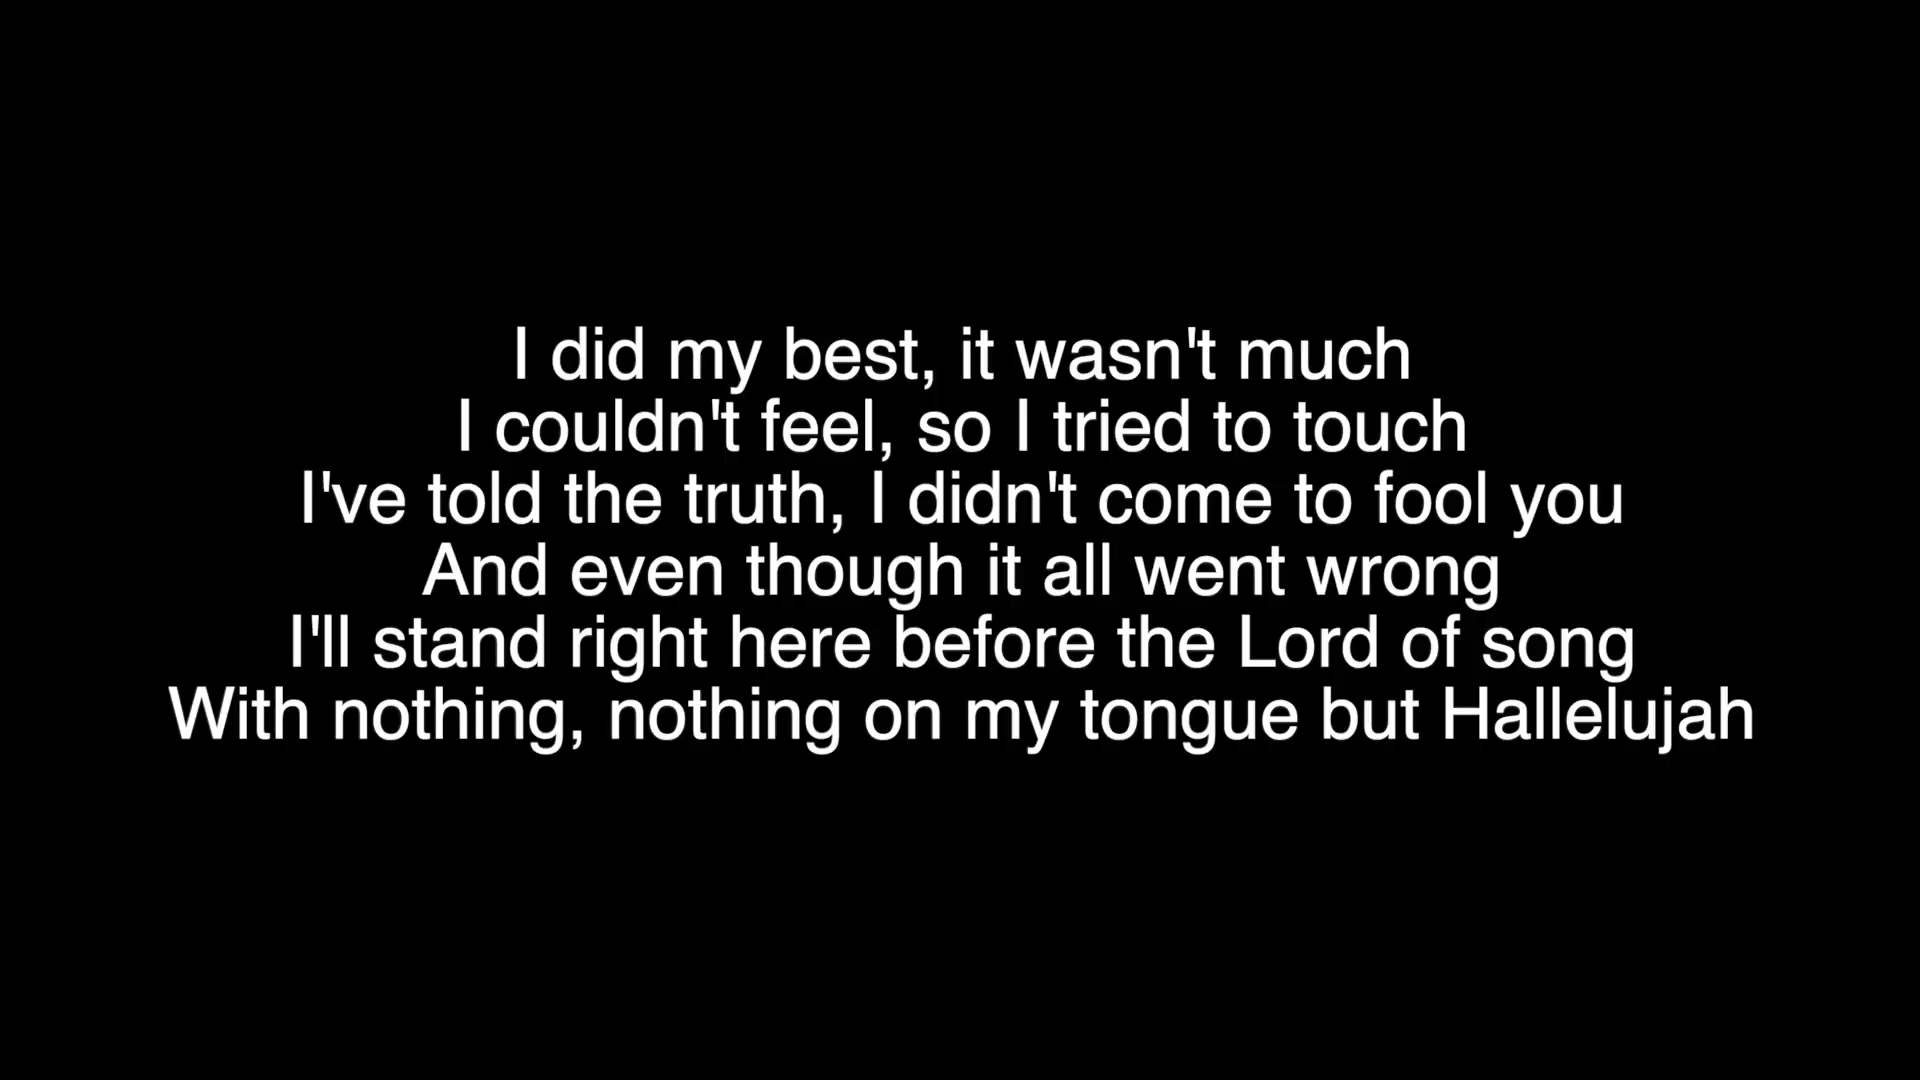 I did my best, it wasn't much
I couldn't feel, so I tried to touch
I've told the truth, I didn't come to fool you
And even though it all went wrong
I'll stand right here before the Lord of song
With nothing, nothing on my tongue but Hallelujah